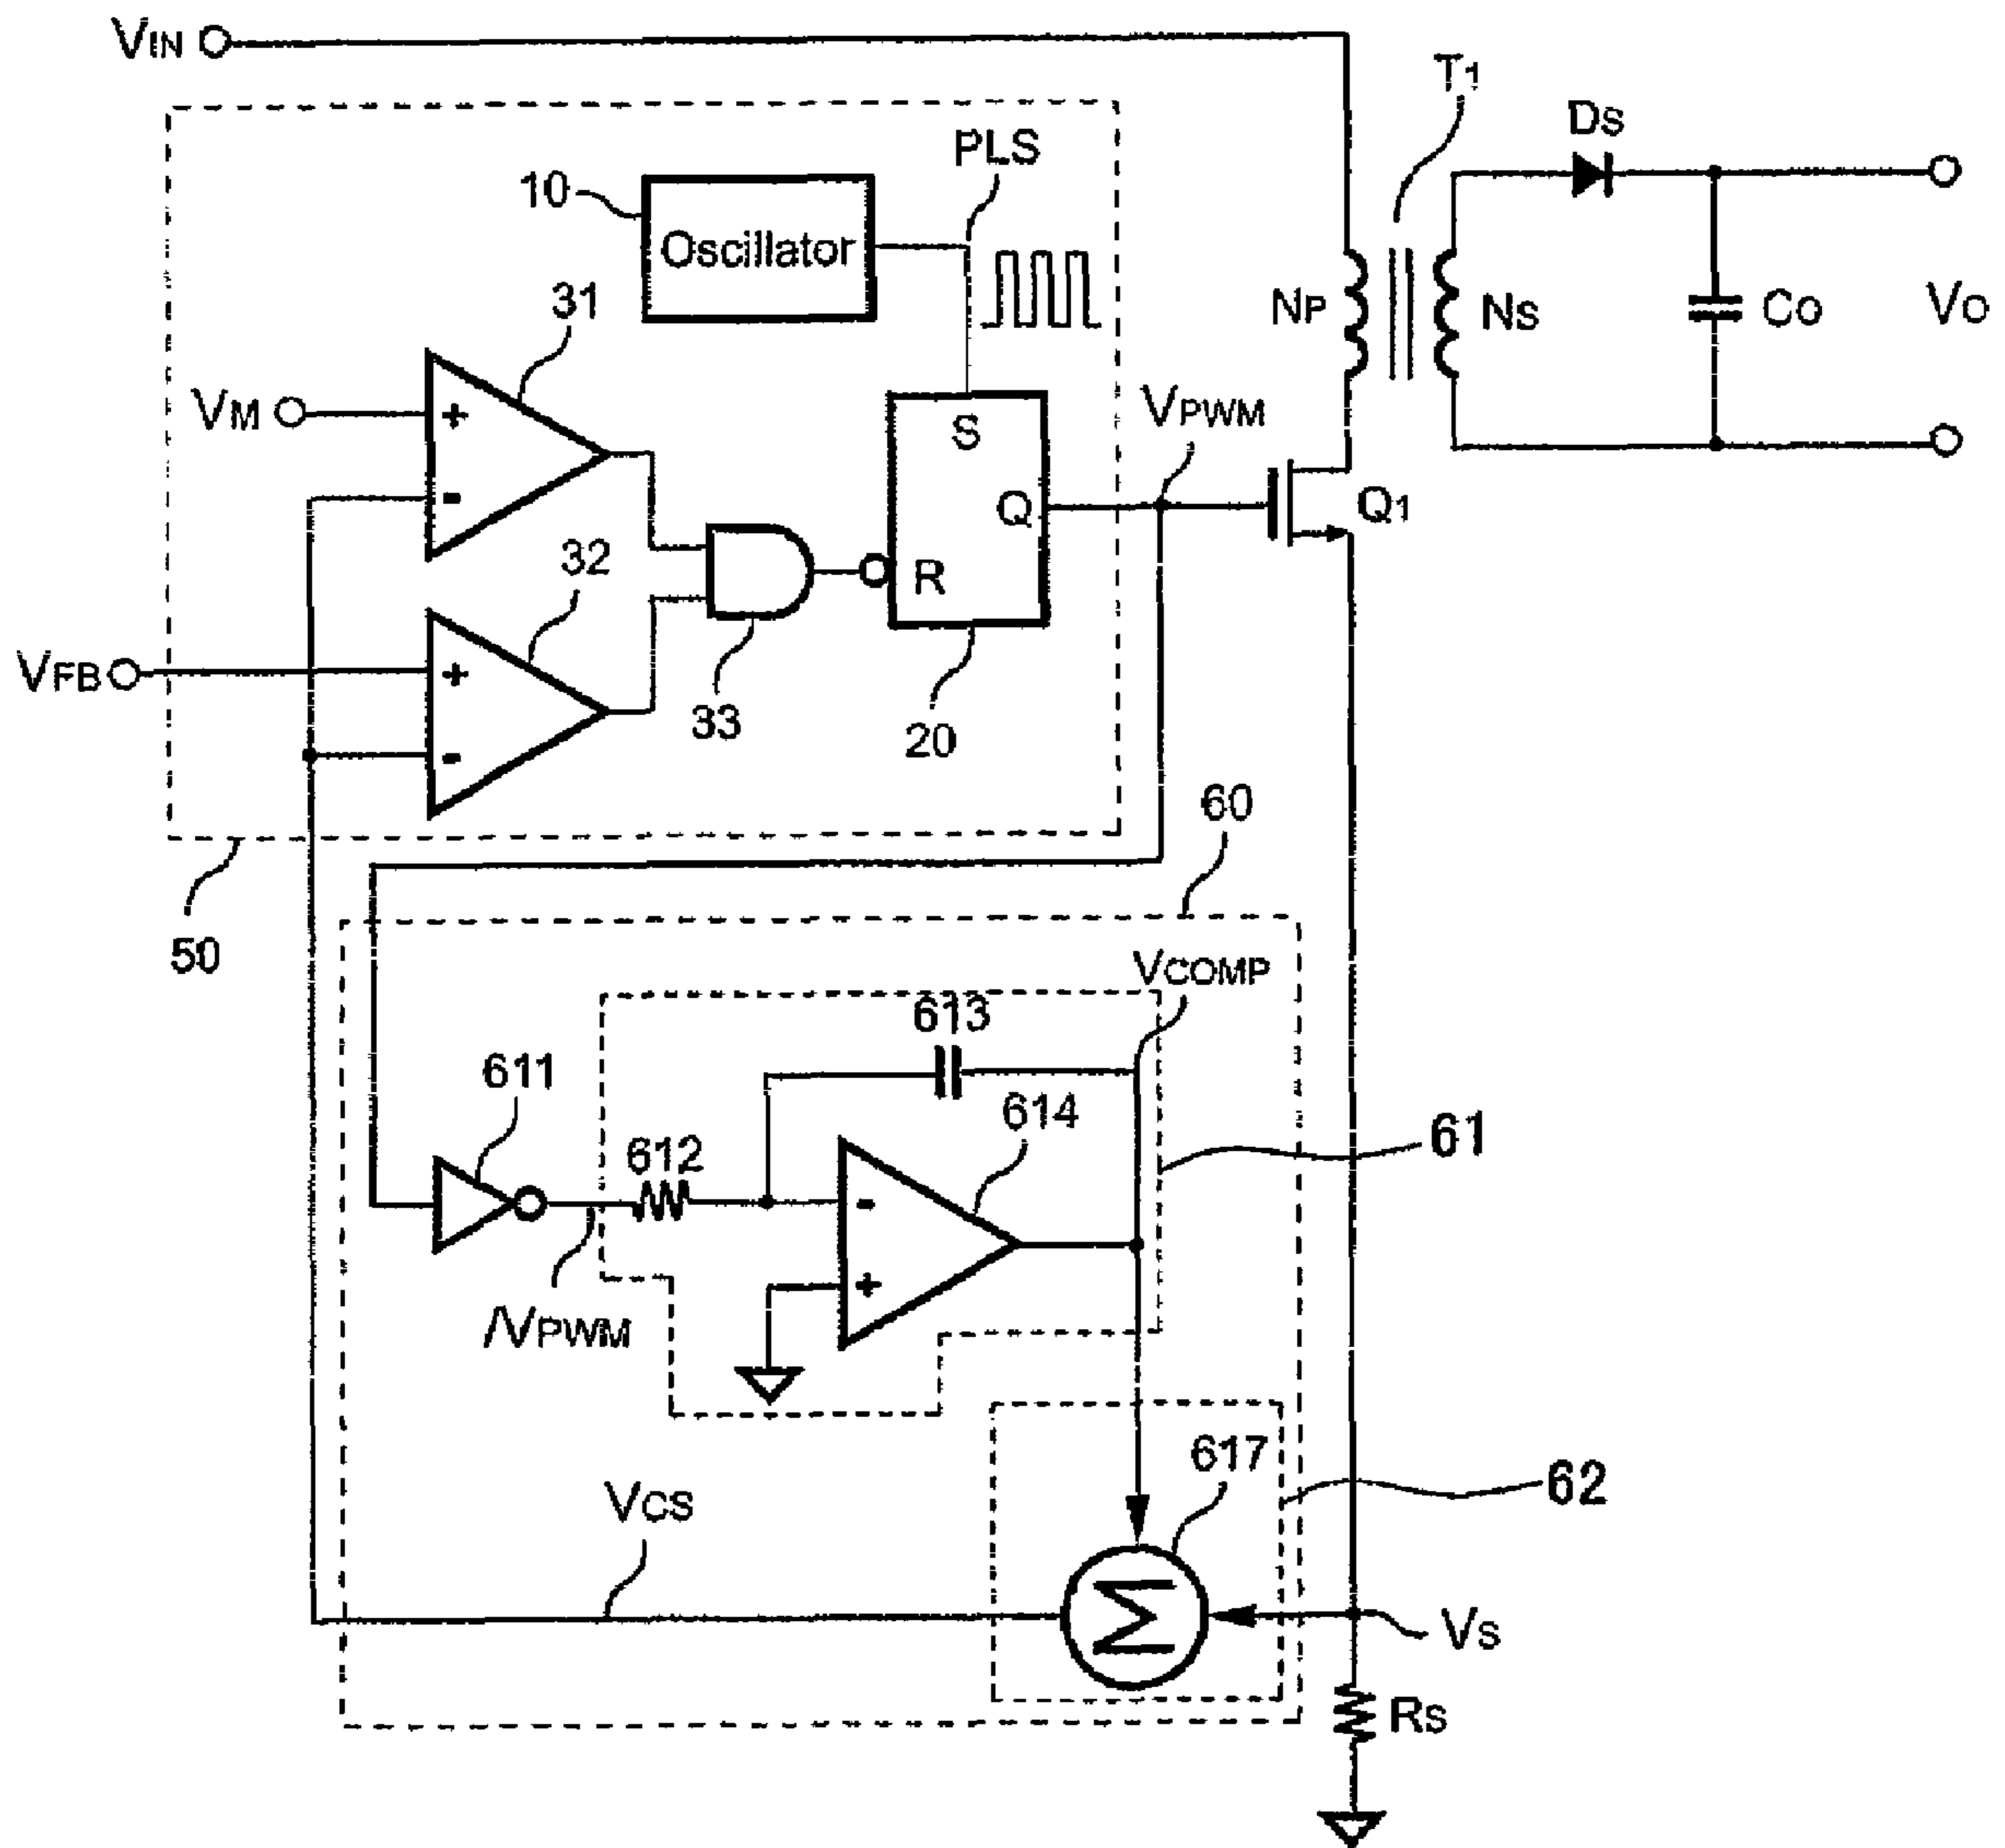 VIN
T1
DS
PLS
10
Oscillator
31
NP
NS
CO
VO
VM
+
-
S
VPWM
Q
Q1
32
R
VFB
+
-
33
20
60
50
VCOMP
613
611
614
61
612
-
+
/VPWM
617
62
VCS
Σ
VS
RS